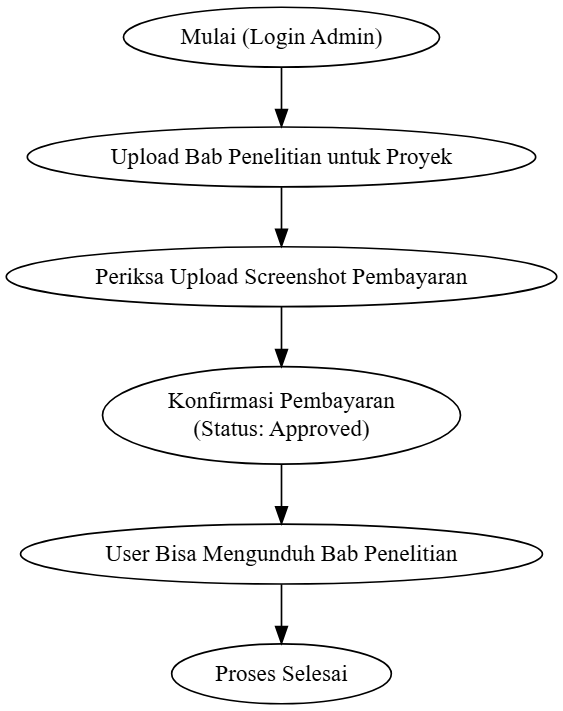 Mulai (Login Admin)
Upload Bab Penelitian untuk Proyek
Periksa Upload Screenshot Pembayaran
Konfirmasi Pembayaran
(Status: Approved)
User Bisa Mengunduh Bab Penelitian
Proses Selesai